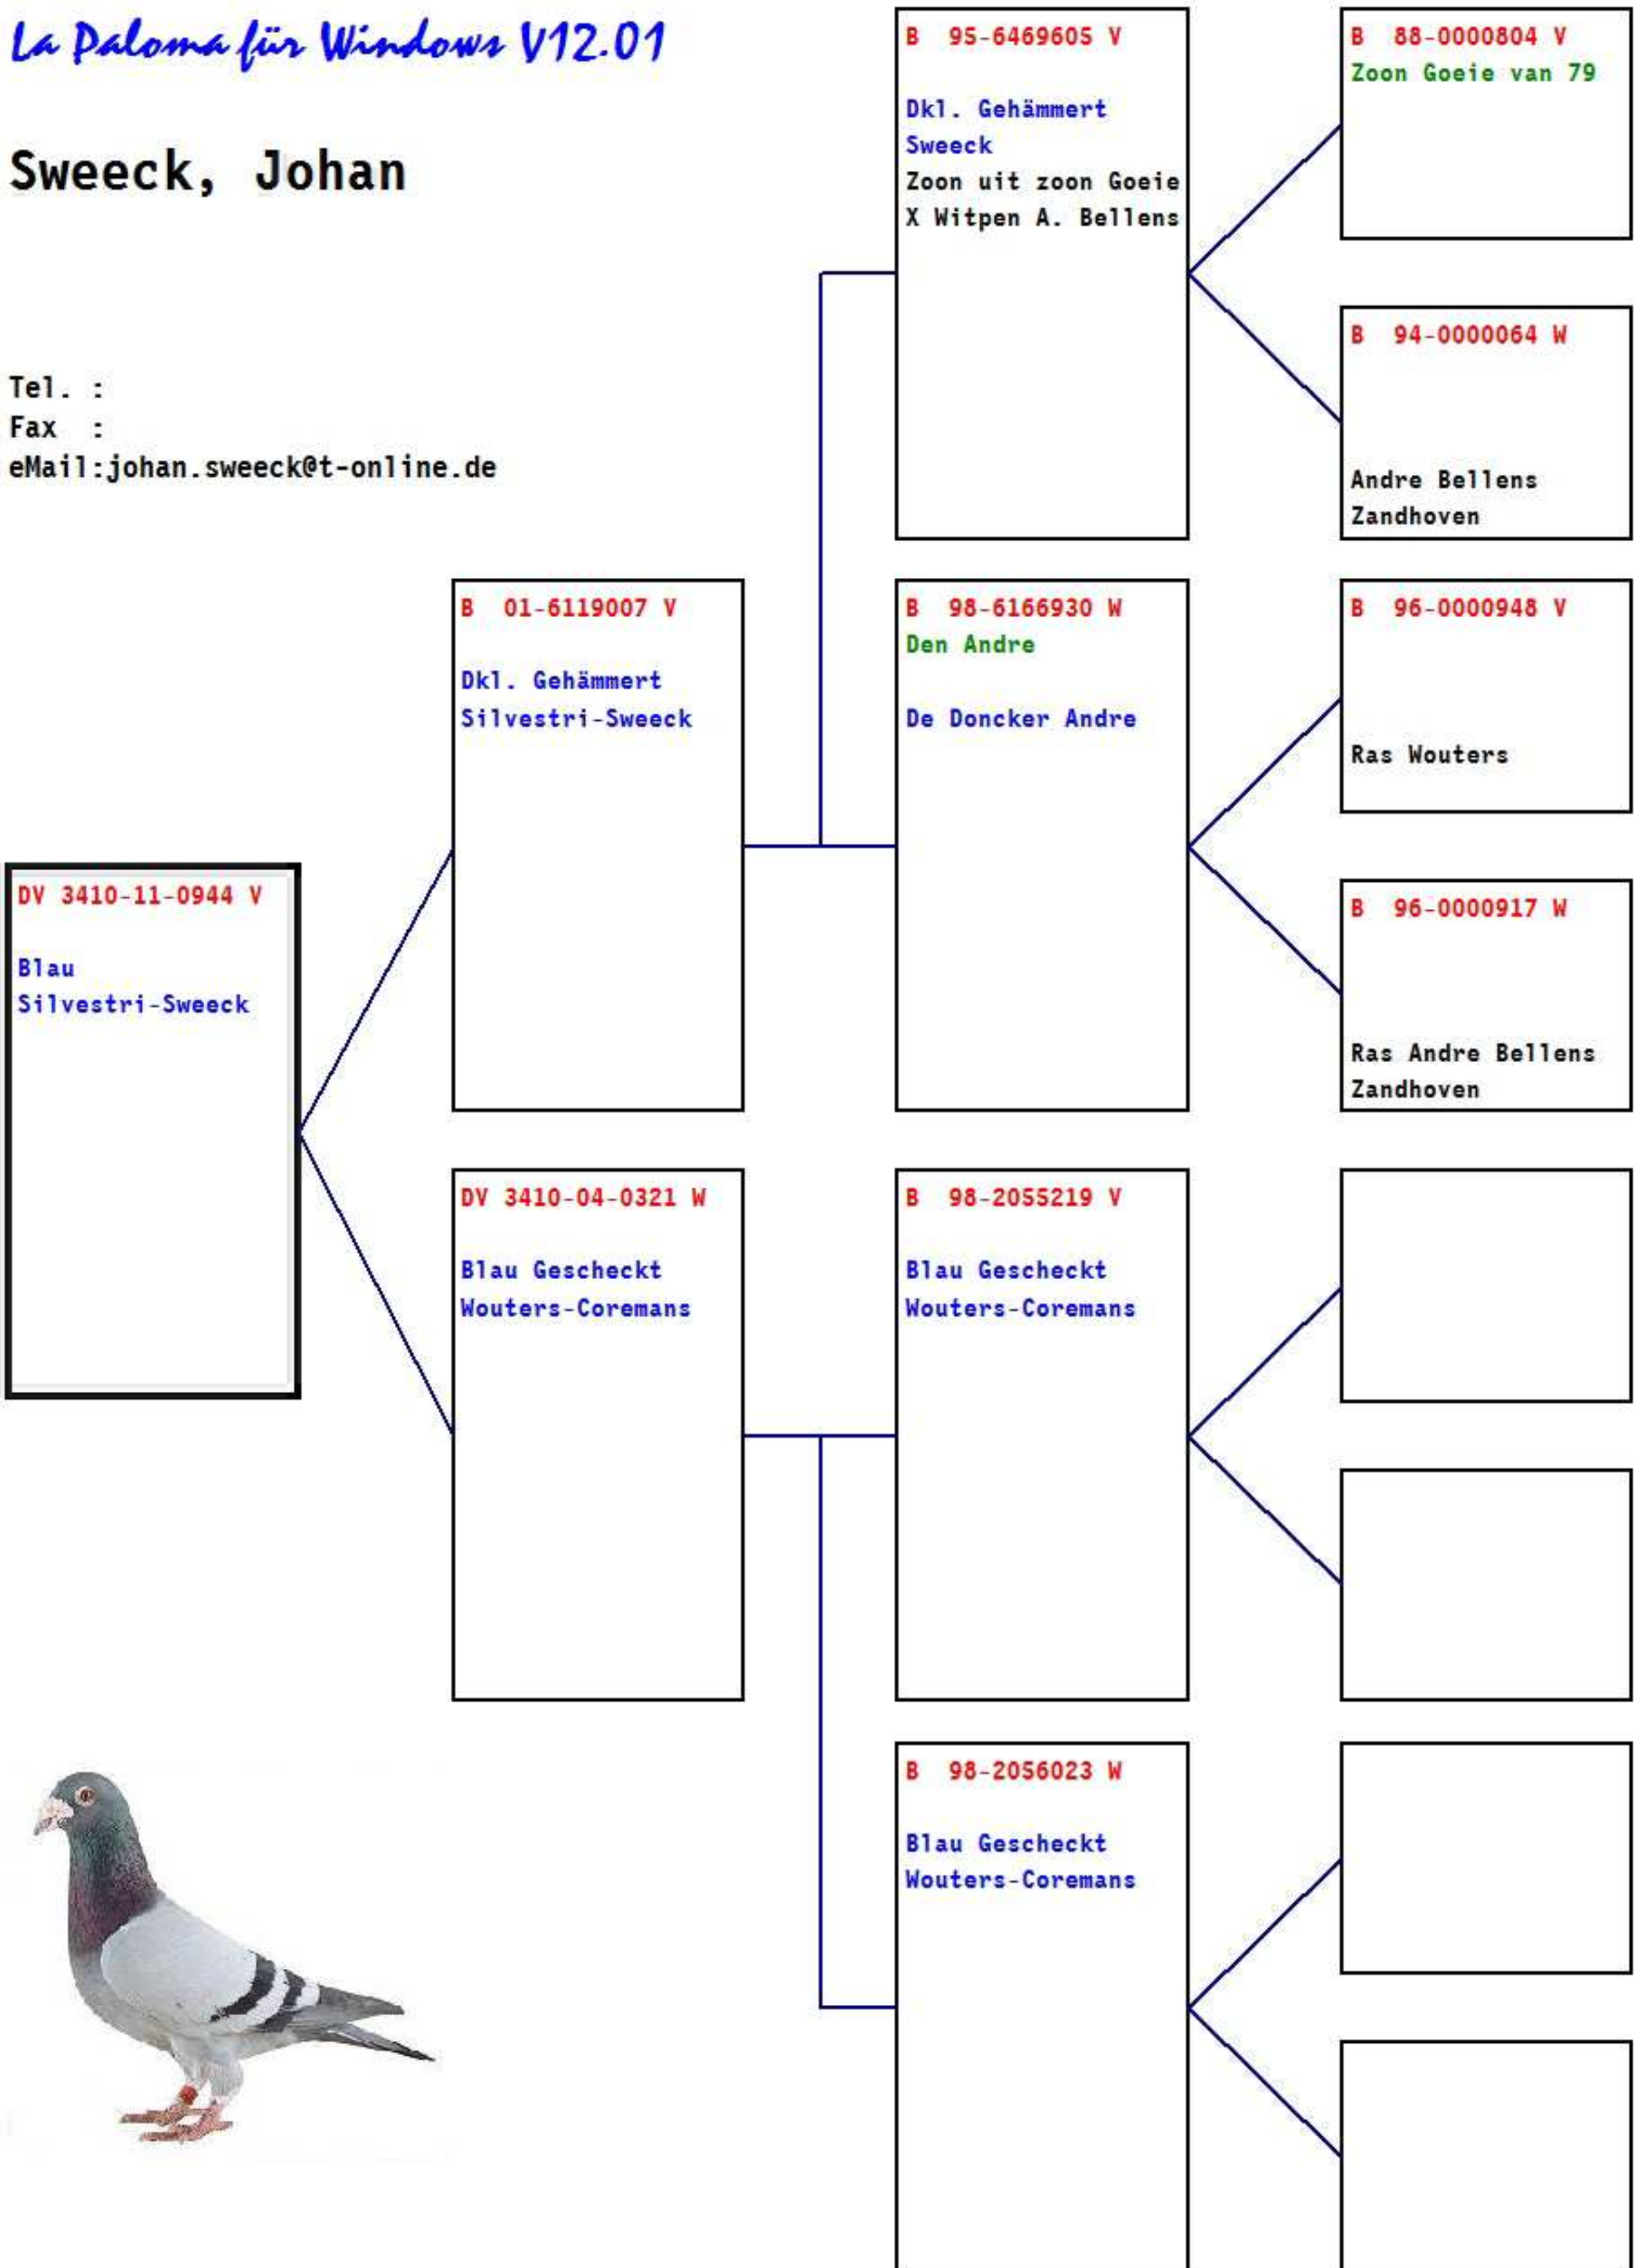 La Paloma für Windows V12.01
Sweeck, Johan
Tel. :
Fax :
eMail:johan.sweeck@t-online.de
DV 3410-11-0944 V
Blau
Silvestri-Sweeck
B 01-6119007 V
Dkl. Gehämmert
Silvestri-Sweeck
DV 3410-04-0321 W
Blau Gescheckt
Wouters-Coremans
B 95-6469605 V
Dkl. Gehämmert
Sweeck
Zoon uit zoon Goeie
X Witpen A. Bellens
B 98-6166930 W
Den Andre
De Doncker Andre
B 98-2055219 V
Blau Gescheckt
Wouters-Coremans
B 98-2056023 W
Blau Gescheckt
Wouters-Coremans
B 88-0000804 V
Zoon Goeie van 79
B 94-0000064 W
Andre Bellens
Zandhoven
B 96-0000948 V
Ras Wouters
B 96-0000917 W
Ras Andre Bellens
Zandhoven